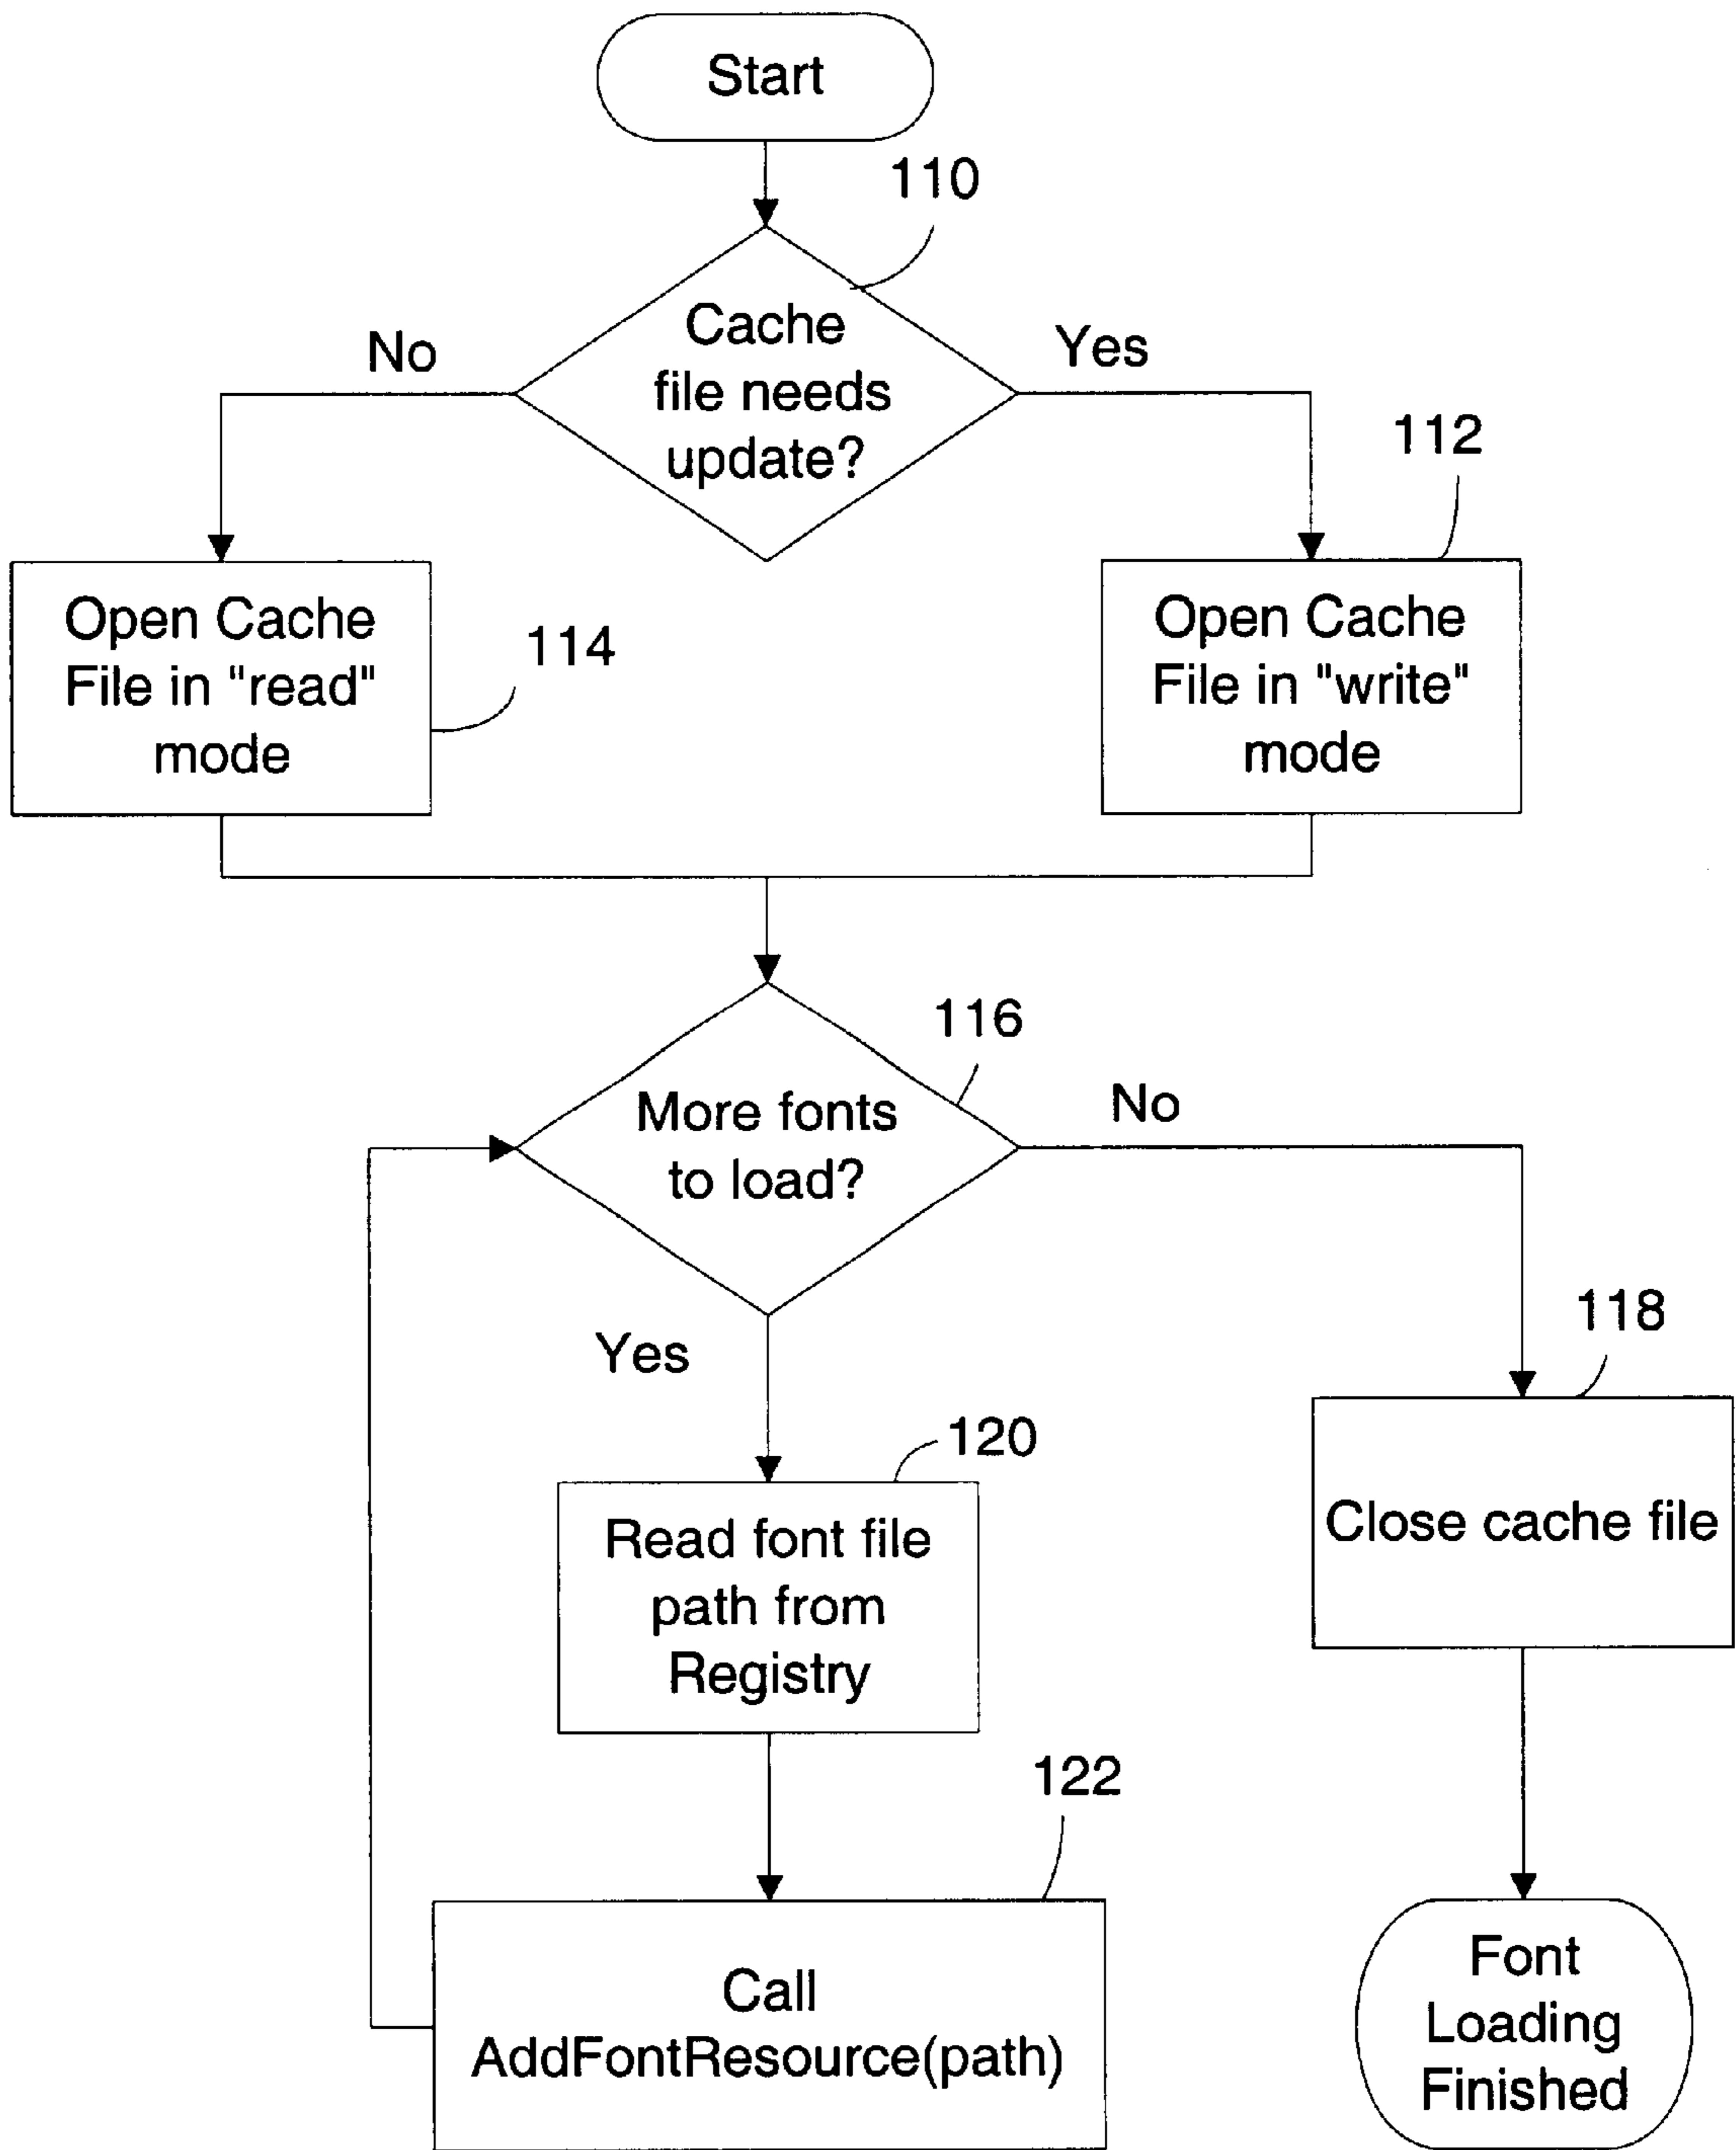 Start
110
Cache
file needs
update?
No
Yes
112
Open Cache
File in "read"
mode
114
Open Cache
File in "write"
mode
116
More fonts
to load?
No
Yes
118
120
Read font file
path from
Registry
Close cache file
122
Call
AddFontResource(path)
Font
Loading
Finished